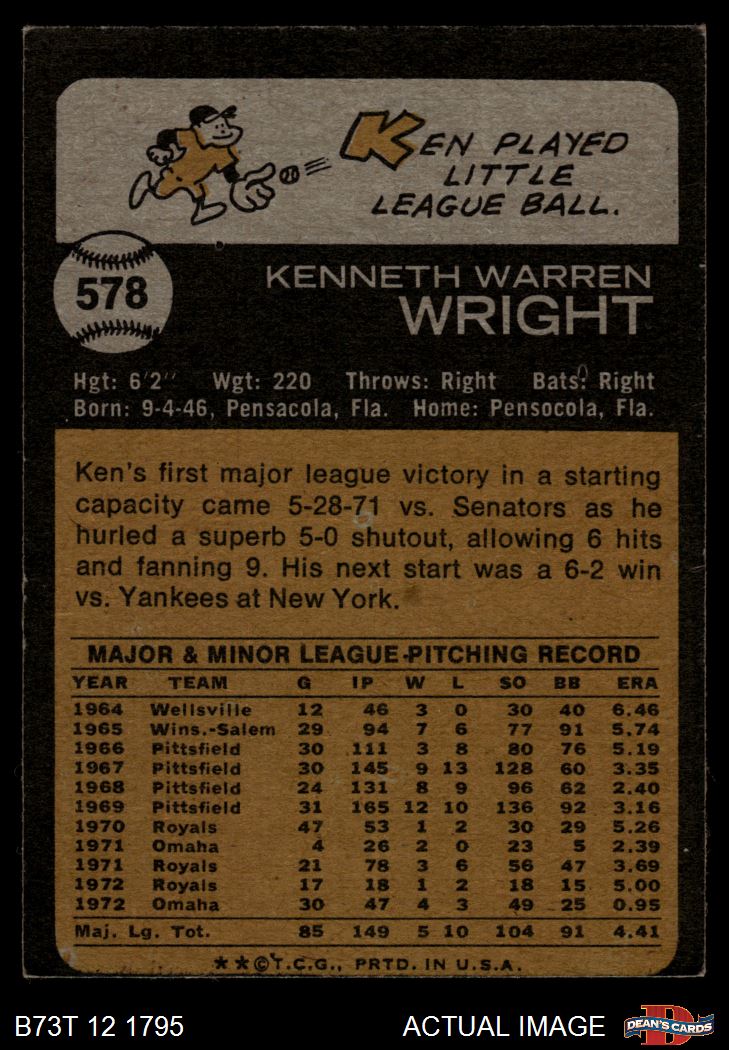 KEN PLAYED
LITTLE
LEAGUE BALL.
578
KENNETH WARREN
WRIGHT
Hgt: 6'2" Wgt: 220 Throws: Right Bats: Right
Born: 9-4-46, Pensacola, Fla. Home: Pensocola, Fla.
Ken's first major league victory in a starting
capacity came 5-28-71 vs. Senators as he
hurled a superb 5-0 shutout, allowing 6 hits
and fanning 9. His next start was a 6-2 win
vs. Yankees at New York.
MAJOR & MINOR LEAGUE PITCHING RECORD
YEAR TEAM G IP W L SO BB ERA
1964 Wellsville 12 46 3 0 30 40 6.46
1965 Wins.-Salem 29 94 7 6 77 91 5.74
1966 Pittsfield 30 111 3 8 80 76 5.19
1967 Pittsfield 30 145 9 13 128 60 3.35
1968 Pittsfield 24 131 8 9 96 62 2.40
1969 Pittsfield 31 165 12 10 136 92 3.16
1970 Royals 47 53 1 2 30 29 5.26
1971 Omaha 4 26 2 0 23 5 2.39
1971 Royals 21 78 3 6 56 47 3.69
1972 Royals 17 18 1 2 18 15 5.00
1972 Omaha 30 47 4 3 49 25 0.95
Maj. Lg. Tot. 85 149 5 10 104 91 4.41
★★©T.C.G., PRTD. IN U.S.A.
B73T 12 1795 ACTUAL IMAGE DEAN'S CARDS